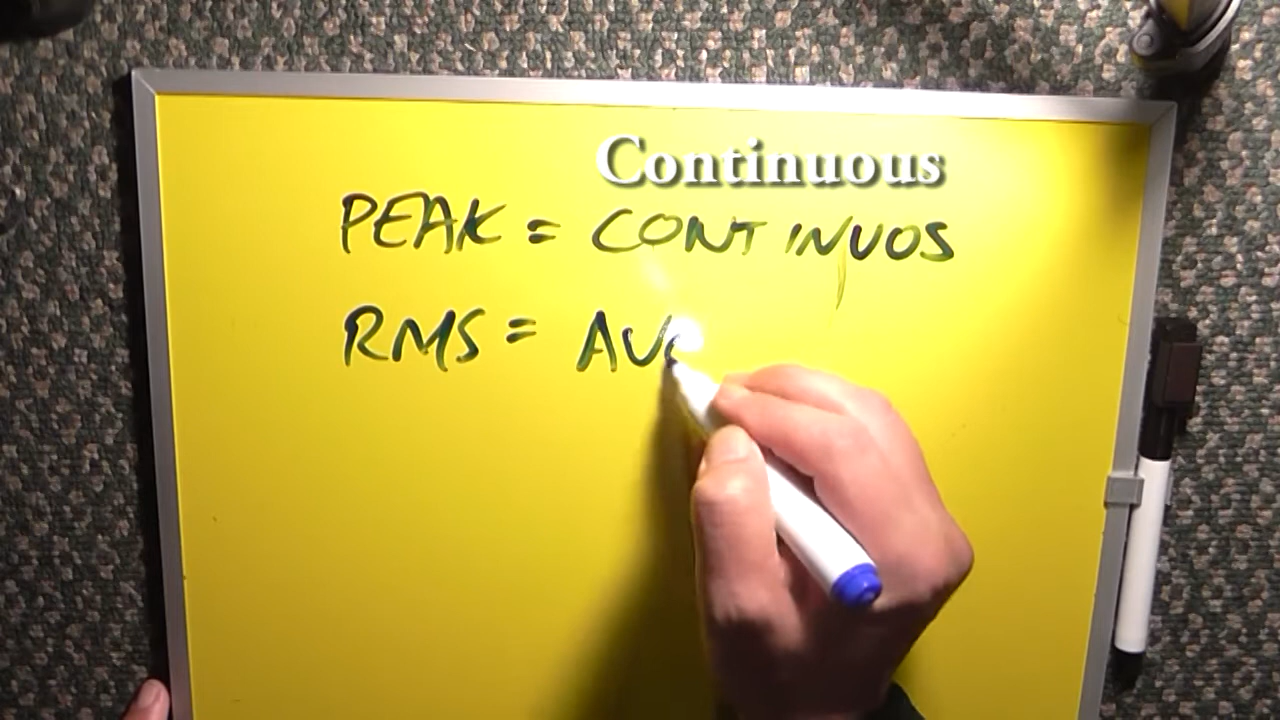 Continuous
PEAK = CONTINUOS
RMS = AV